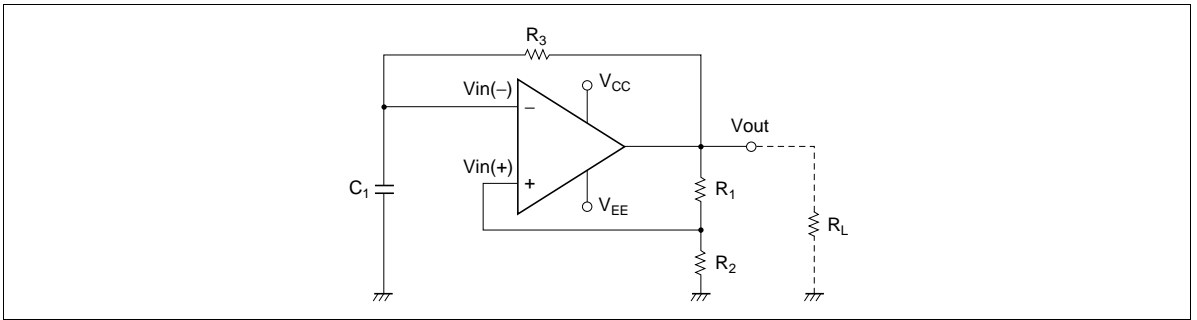 R3
Vin(−)
VCC
−
Vout
Vin(+)
+
C1
R1
VEE
RL
R2